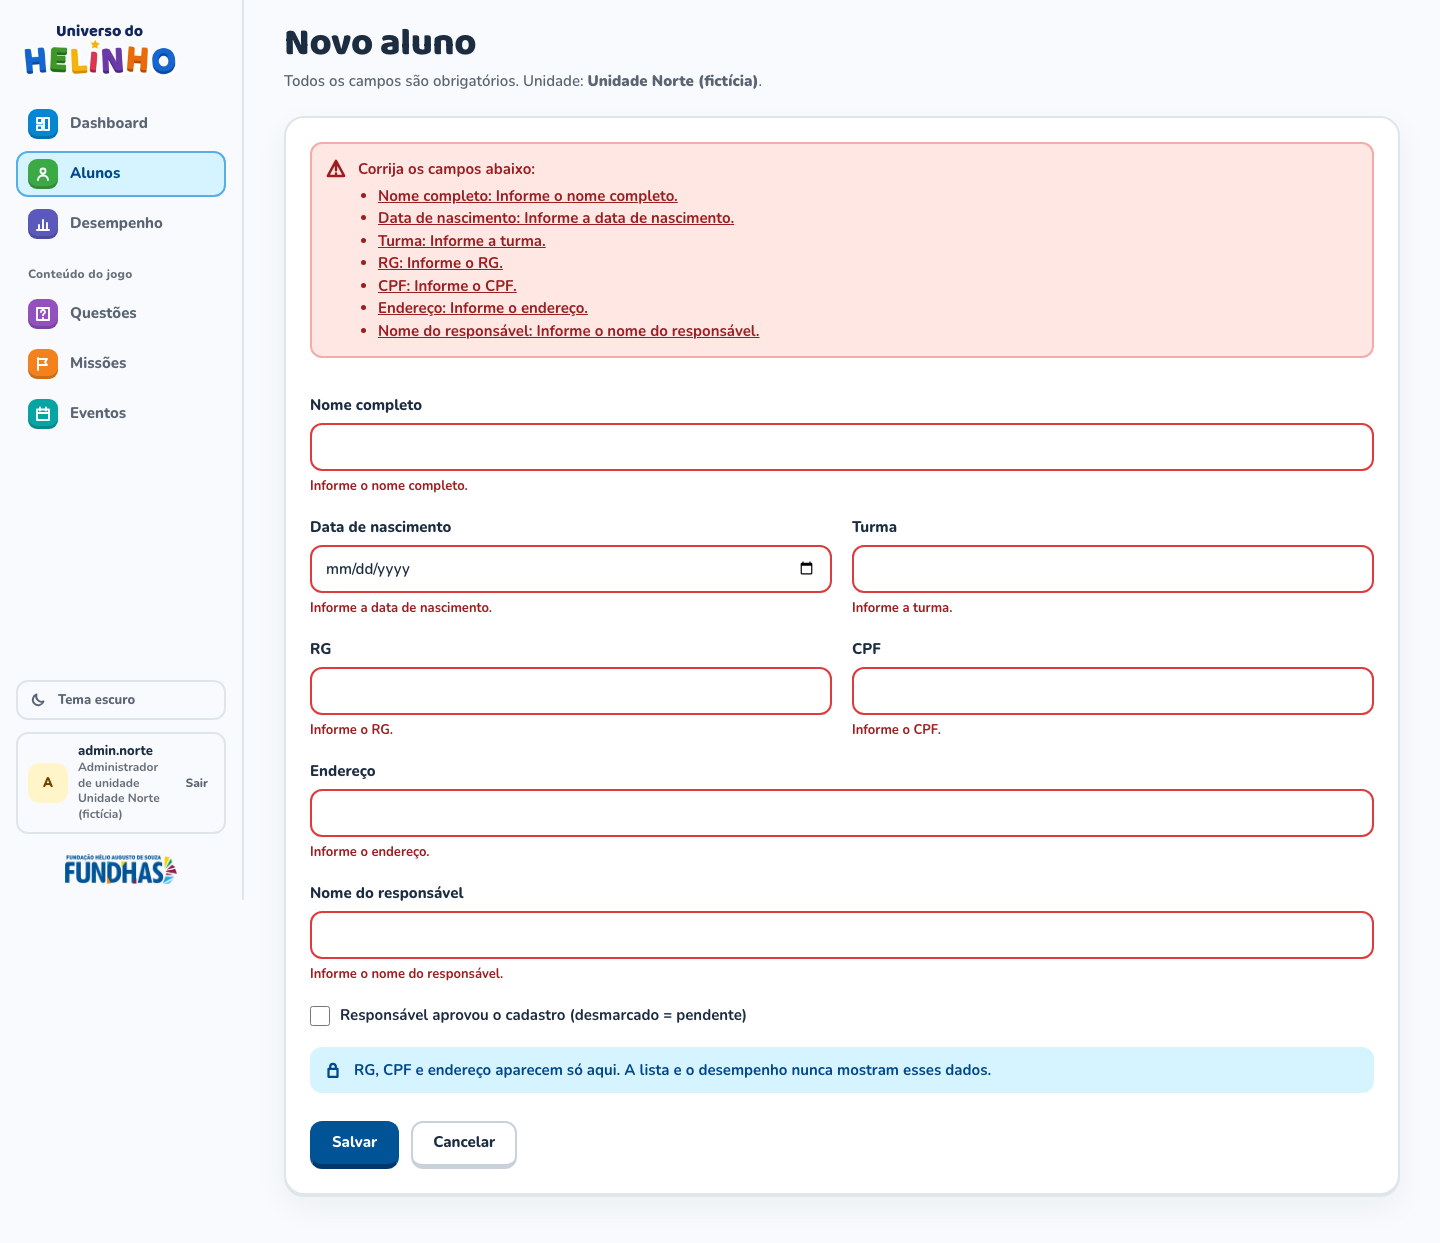 Universo do
HELINHO
Dashboard
Alunos
Desempenho
Conteúdo do jogo
Questões
Missões
Eventos
Tema escuro
A
admin.norte
Administrador
de unidade
Unidade Norte
(fictícia)
Sair
FUNDAÇÃO HÉLIO AUGUSTO DE SOUZA
FUNDHAS
Novo aluno
Todos os campos são obrigatórios. Unidade: Unidade Norte (fictícia).
Corrija os campos abaixo:
Nome completo: Informe o nome completo.
Data de nascimento: Informe a data de nascimento.
Turma: Informe a turma.
RG: Informe o RG.
CPF: Informe o CPF.
Endereço: Informe o endereço.
Nome do responsável: Informe o nome do responsável.
Nome completo
Informe o nome completo.
Data de nascimento
mm/dd/yyyy
Informe a data de nascimento.
Turma
Informe a turma.
RG
Informe o RG.
CPF
Informe o CPF.
Endereço
Informe o endereço.
Nome do responsável
Informe o nome do responsável.
Responsável aprovou o cadastro (desmarcado = pendente)
RG, CPF e endereço aparecem só aqui. A lista e o desempenho nunca mostram esses dados.
Salvar
Cancelar